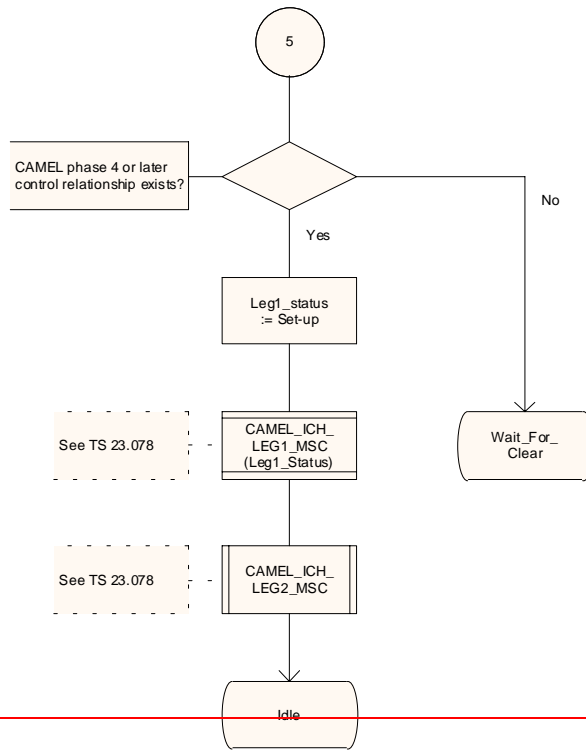 5
CAMEL phase 4 or later
control relationship exists?
No
Yes
Leg1_status
:= Set-up
See TS 23.078
CAMEL_ICH_
LEG1_MSC
(Leg1_Status)
Wait_For_
Clear
See TS 23.078
CAMEL_ICH_
LEG2_MSC
Idle